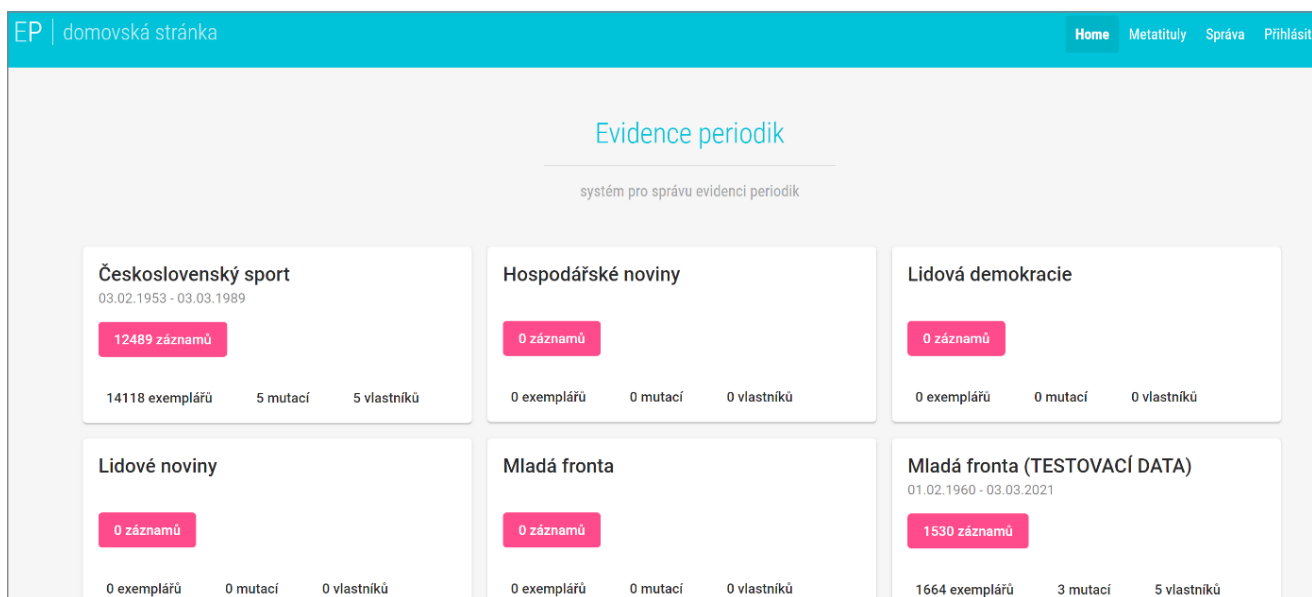 EP | domovská stránka
Home Metatituly Správa Přihlásit
Evidence periodik
systém pro správu evidenci periodik
Československý sport
03.02.1953 - 03.03.1989
12489 záznamů
14118 exemplářů 5 mutací 5 vlastníků
Hospodářské noviny
0 záznamů
0 exemplářů 0 mutací 0 vlastníků
Lidová demokracie
0 záznamů
0 exemplářů 0 mutací 0 vlastníků
Lidové noviny
0 záznamů
0 exemplářů 0 mutací 0 vlastníků
Mladá fronta
0 záznamů
0 exemplářů 0 mutací 0 vlastníků
Mladá fronta (TESTOVACÍ DATA)
01.02.1960 - 03.03.2021
1530 záznamů
1664 exemplářů 3 mutací 5 vlastníků